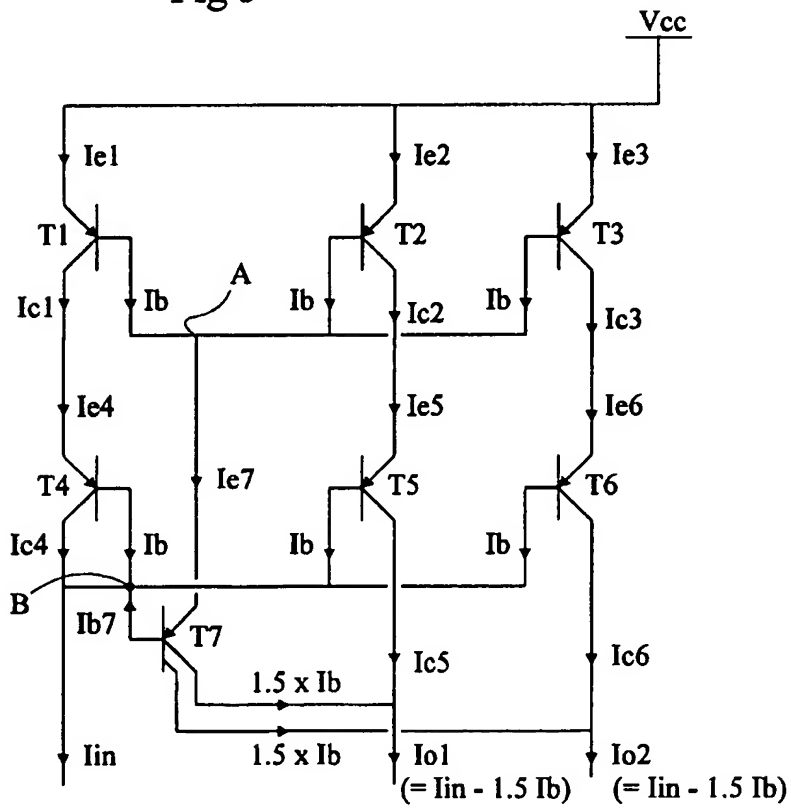 Vcc
Ie1 Ie2 Ie3
T1 T2 T3
A
Ic1 Ib Ib Ic2 Ib Ic3
Ie4 Ie5 Ie6
Ie7
T4 T5 T6
Ic4 Ib Ib Ib
B
Ib7 T7
Ic5 Ic6
1.5 x Ib
1.5 x Ib
Iin Io1 Io2
(= Iin - 1.5 Ib) (= Iin - 1.5 Ib)